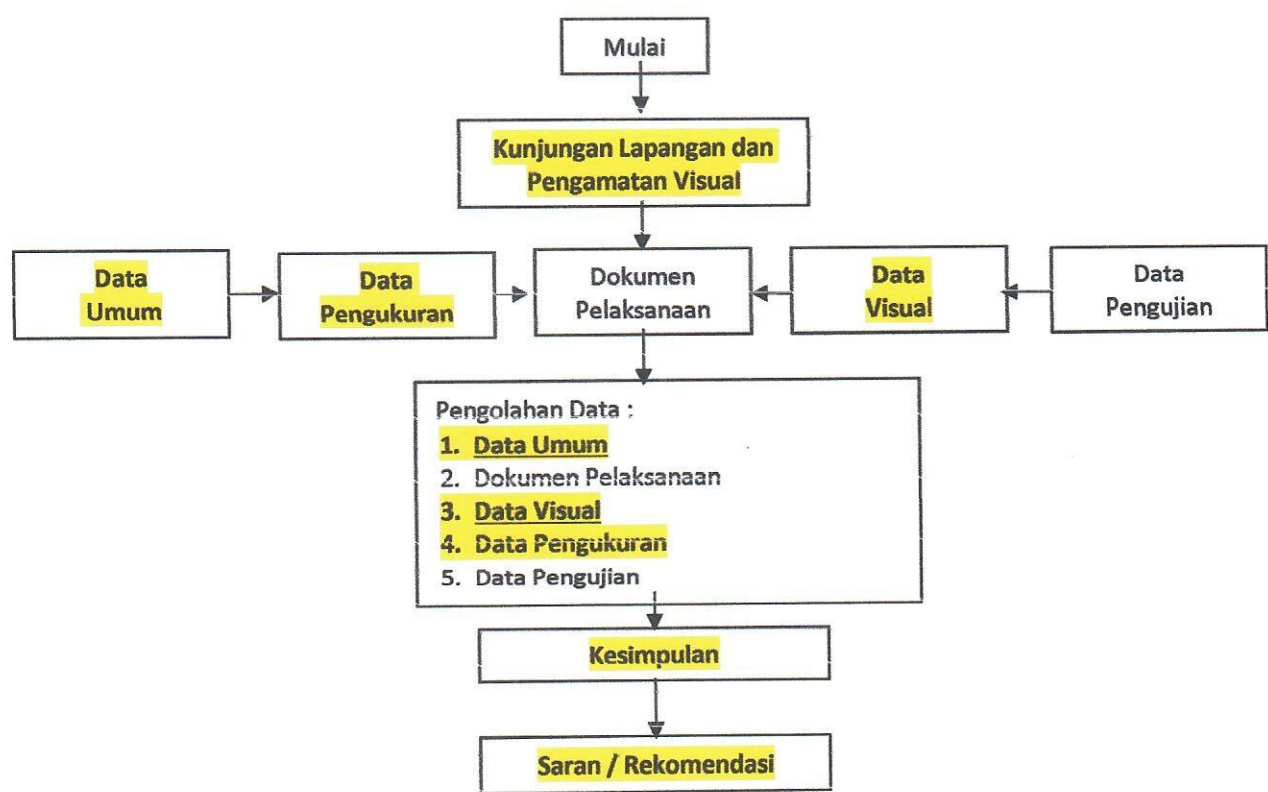 Mulai
Kunjungan Lapangan dan
Pengamatan Visual
Data
Umum
Data
Pengukuran
Dokumen
Pelaksanaan
Data
Visual
Data
Pengujian
Pengolahan Data :
1. Data Umum
2. Dokumen Pelaksanaan
3. Data Visual
4. Data Pengukuran
5. Data Pengujian
Kesimpulan
Saran / Rekomendasi